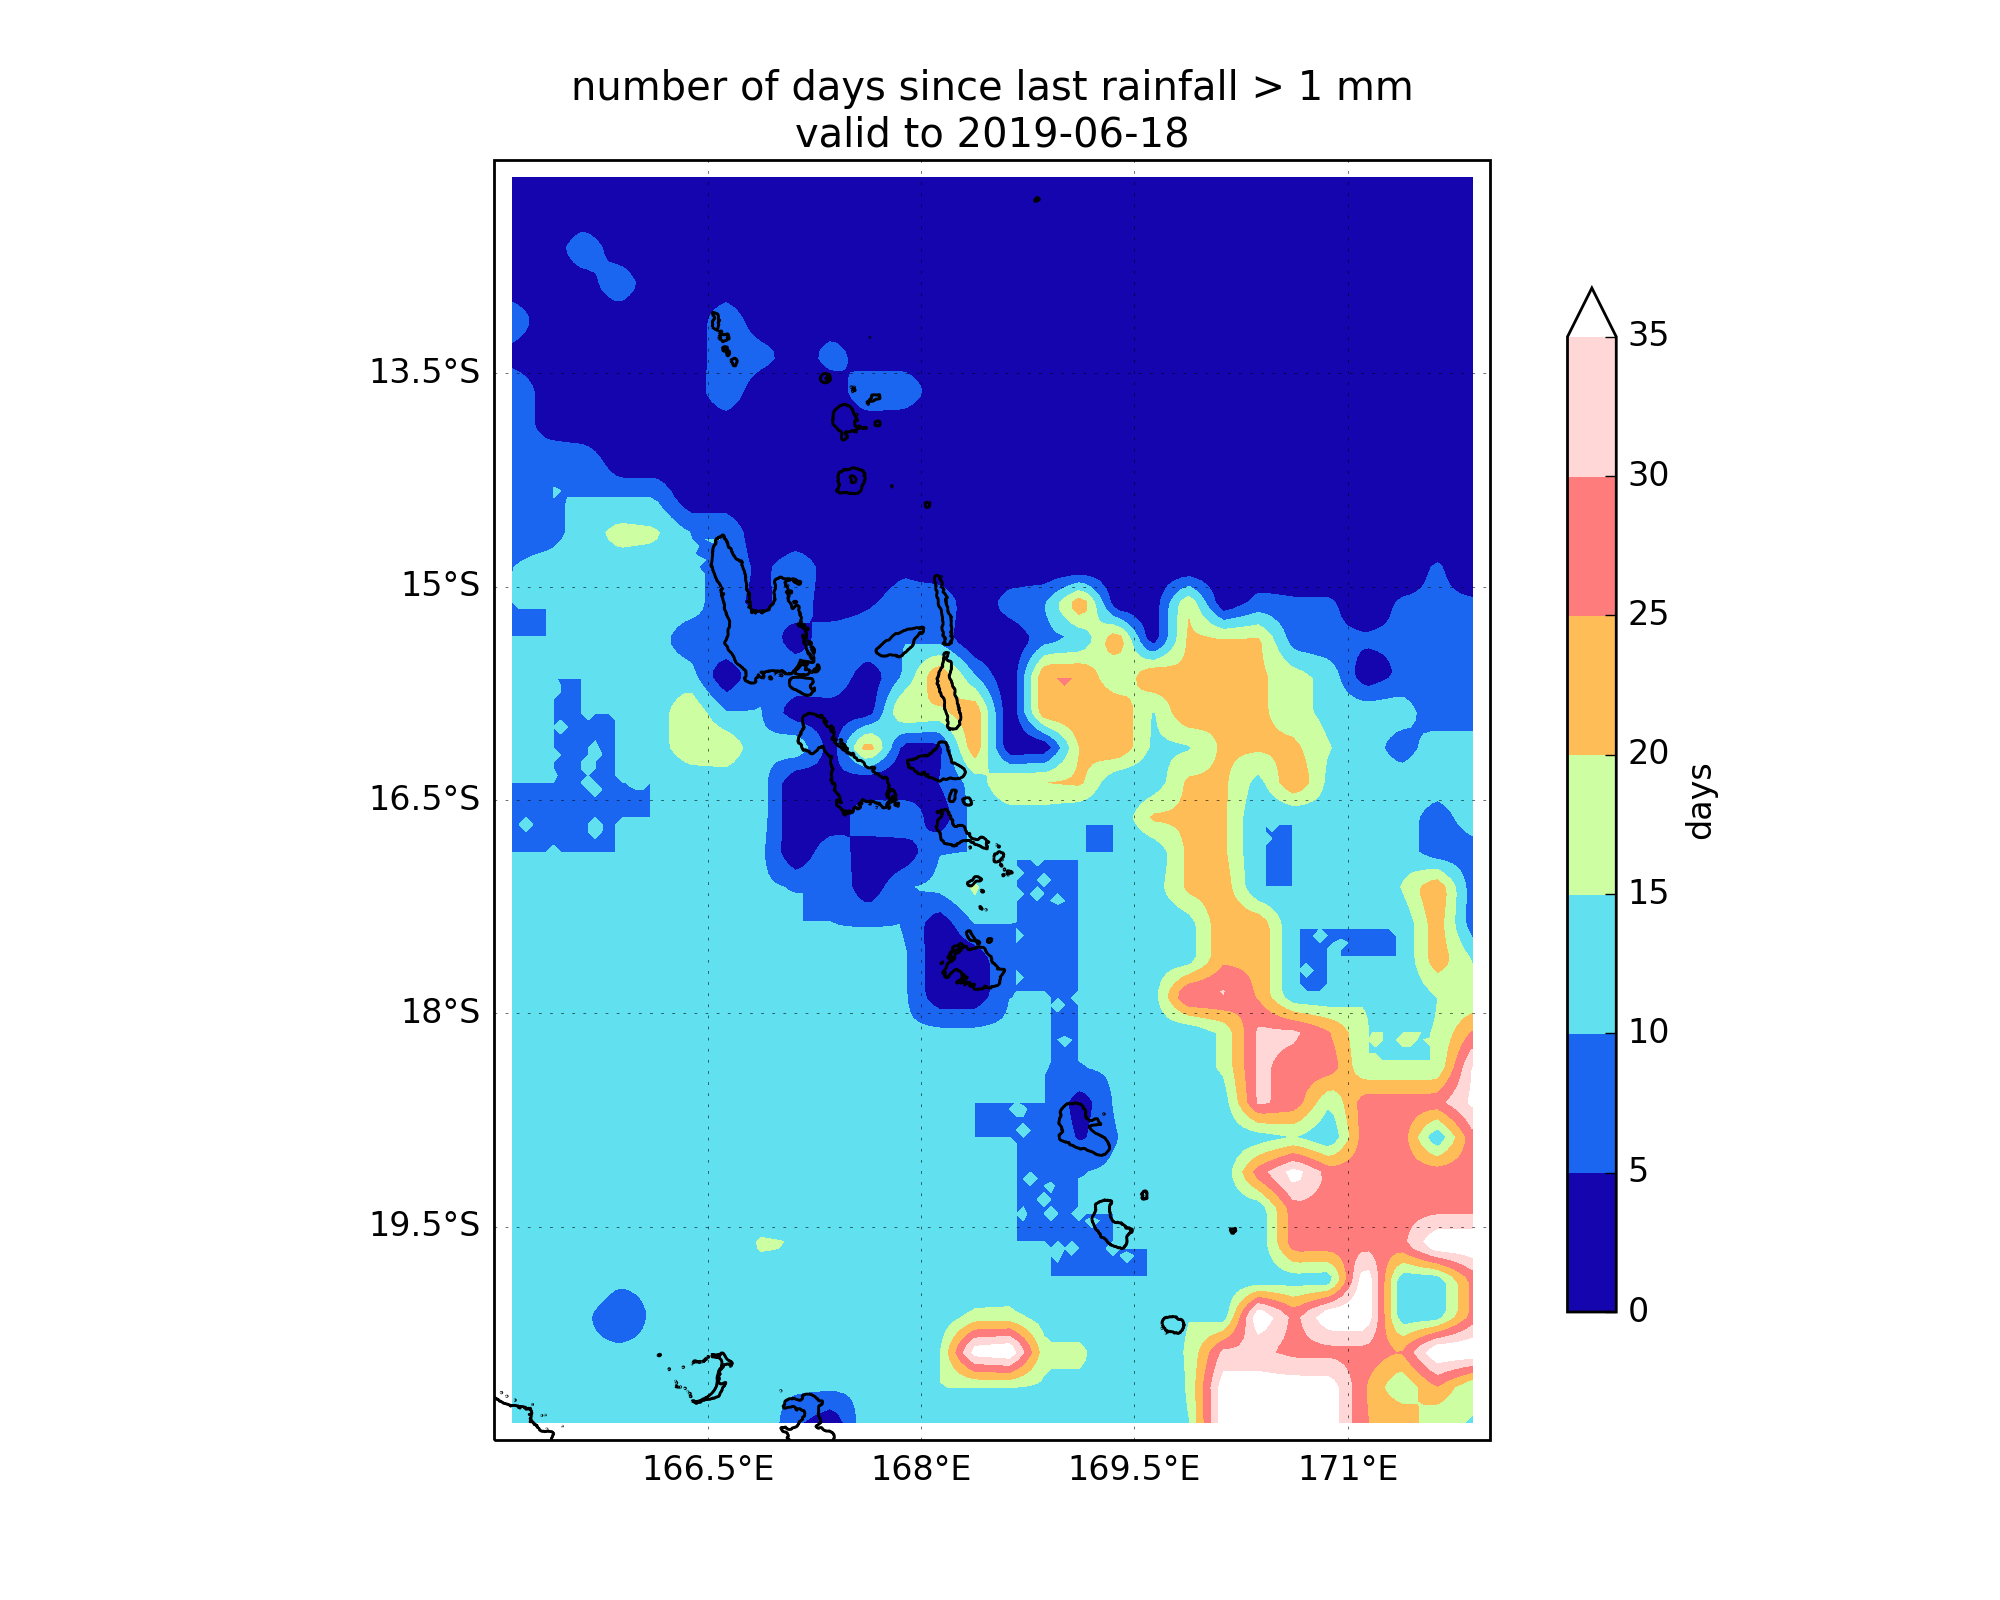 number of days since last rainfall > 1 mm
valid to 2019-06-18
13.5°S
15°S
16.5°S
18°S
19.5°S
166.5°E
168°E
169.5°E
171°E
35
30
25
20
15
10
5
0
days